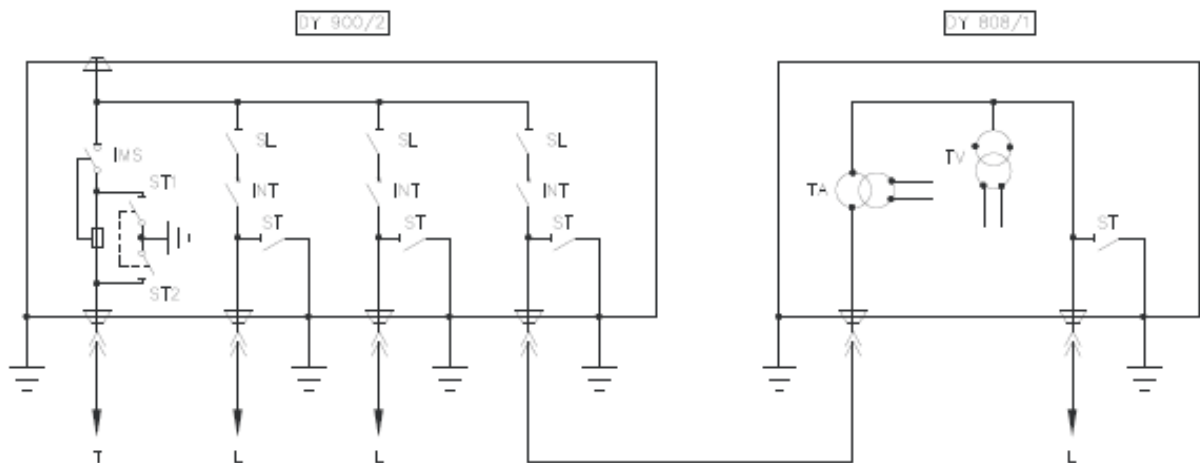 DY 900/2
DY 808/1
SL
SL
SL
IMS
TV
ST1
INT
INT
INT
TA
ST
ST
ST
ST
ST2
T
L
L
L